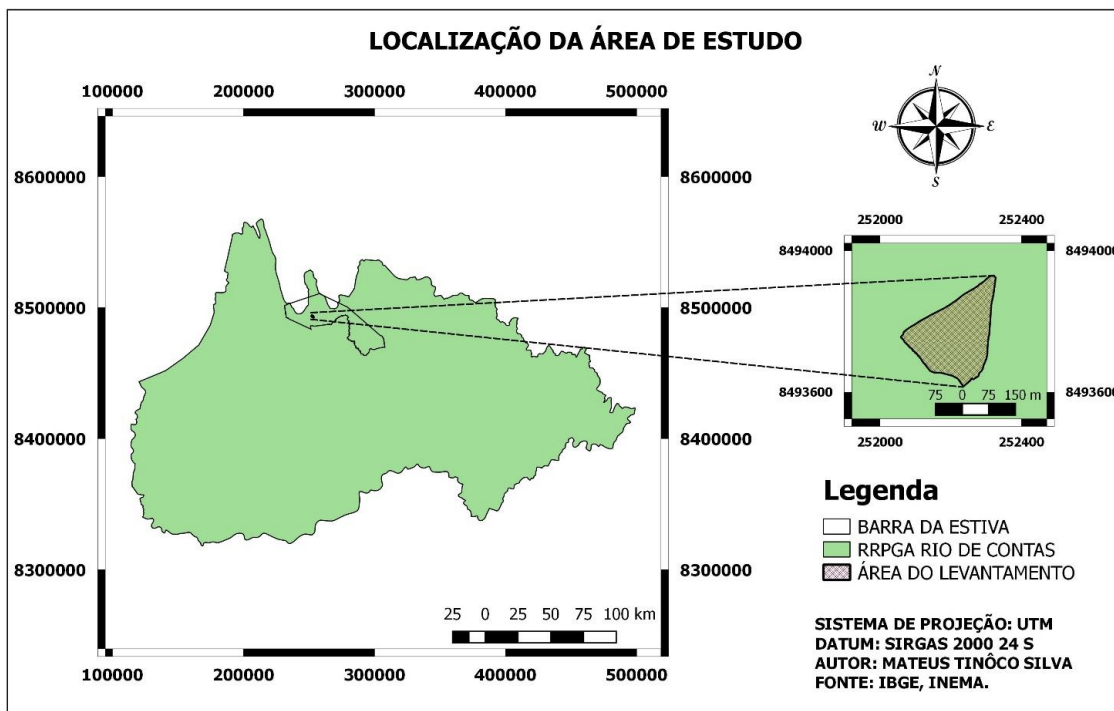 LOCALIZAÇÃO DA ÁREA DE ESTUDO
100000 200000 300000 400000 500000
8600000 8600000
8500000 8500000
8400000 8400000
8300000 8300000
25 0 25 50 75 100 km
100000 200000 300000 400000 500000
N
W E
S
252000 252400
8494000 8494000
8493600 8493600
75 0 75 150 m
252000 252400
Legenda
BARRA DA ESTIVA
RRPGA RIO DE CONTAS
ÁREA DO LEVANTAMENTO
SISTEMA DE PROJEÇÃO: UTM
DATUM: SIRGAS 2000 24 S
AUTOR: MATEUS TINÔCO SILVA
FONTE: IBGE, INEMA.